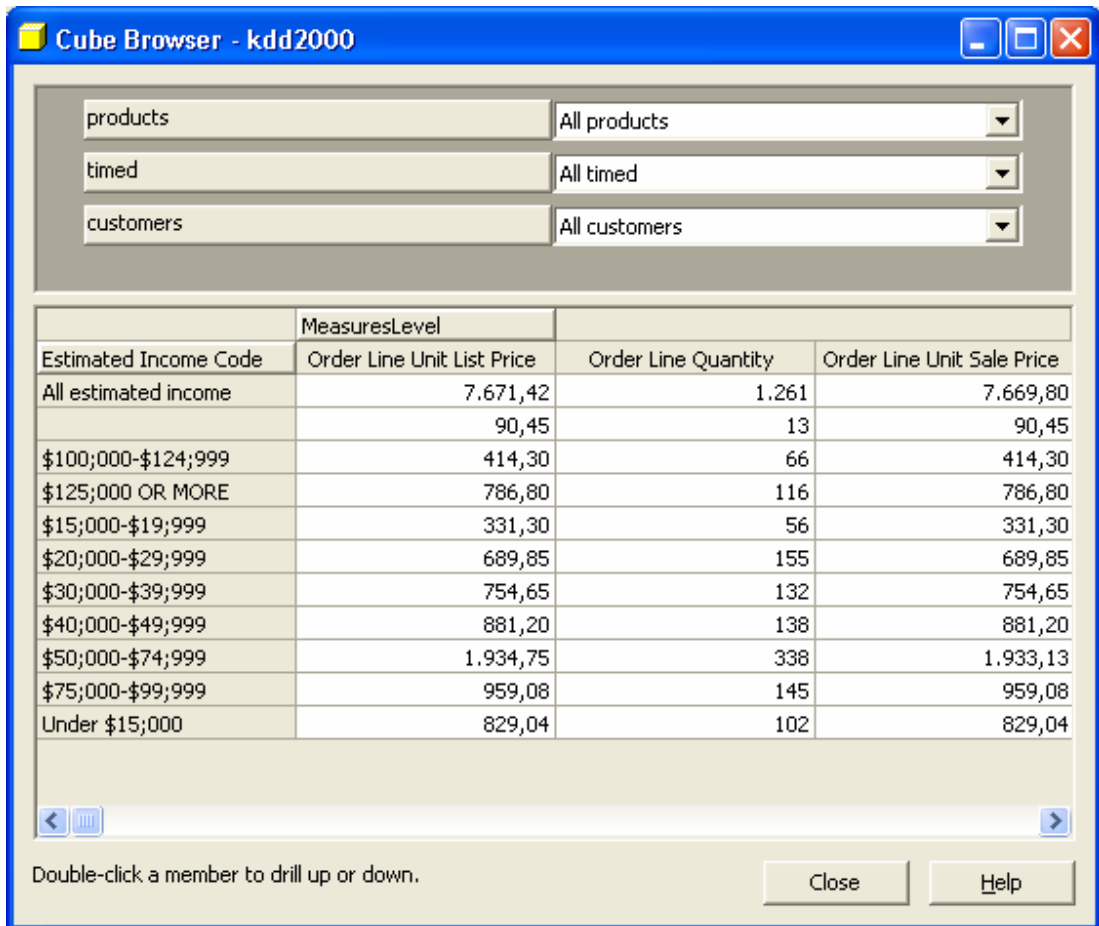 Cube Browser - kdd2000
products All products
timed All timed
customers All customers
MeasuresLevel
Estimated Income Code Order Line Unit List Price Order Line Quantity Order Line Unit Sale Price
All estimated income 7.671,42 1.261 7.669,80
90,45 13 90,45
$100;000-$124;999 414,30 66 414,30
$125;000 OR MORE 786,80 116 786,80
$15;000-$19;999 331,30 56 331,30
$20;000-$29;999 689,85 155 689,85
$30;000-$39;999 754,65 132 754,65
$40;000-$49;999 881,20 138 881,20
$50;000-$74;999 1.934,75 338 1.933,13
$75;000-$99;999 959,08 145 959,08
Under $15;000 829,04 102 829,04
Double-click a member to drill up or down. Close Help